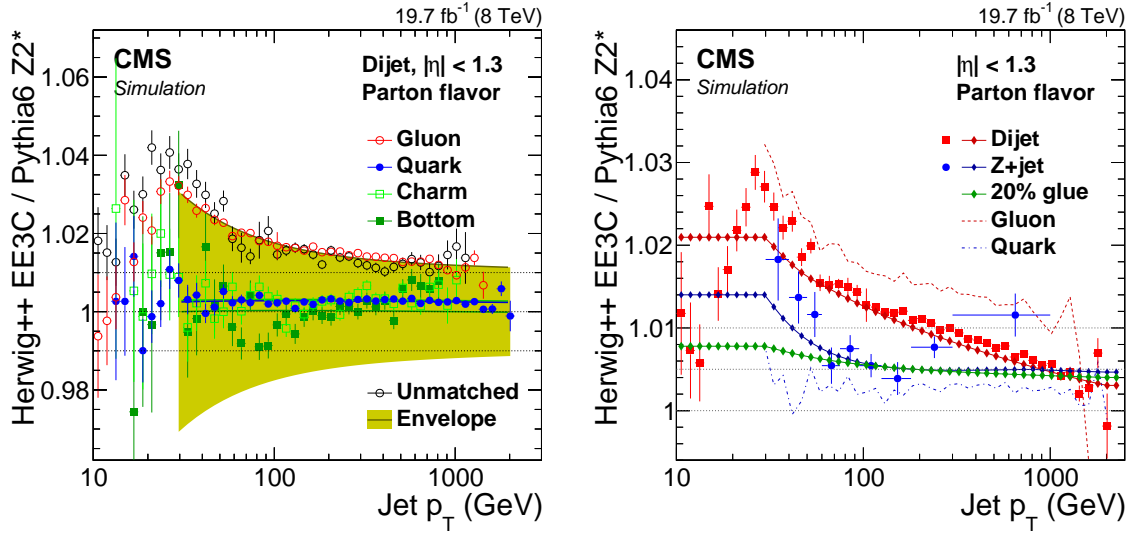 19.7 fb⁻¹ (8 TeV)
CMS
Simulation
Dijet, |η| < 1.3
Parton flavor
Gluon
Quark
Charm
Bottom
Unmatched
Envelope
Herwig++ EE3C / Pythia6 Z2*
1.06
1.04
1.02
1.00
0.98
10
100
1000
Jet p_T (GeV)
19.7 fb⁻¹ (8 TeV)
CMS
Simulation
|η| < 1.3
Parton flavor
Dijet
Z+jet
20% glue
Gluon
Quark
Herwig++ EE3C / Pythia6 Z2*
1.04
1.03
1.02
1.01
1
10
100
1000
Jet p_T (GeV)